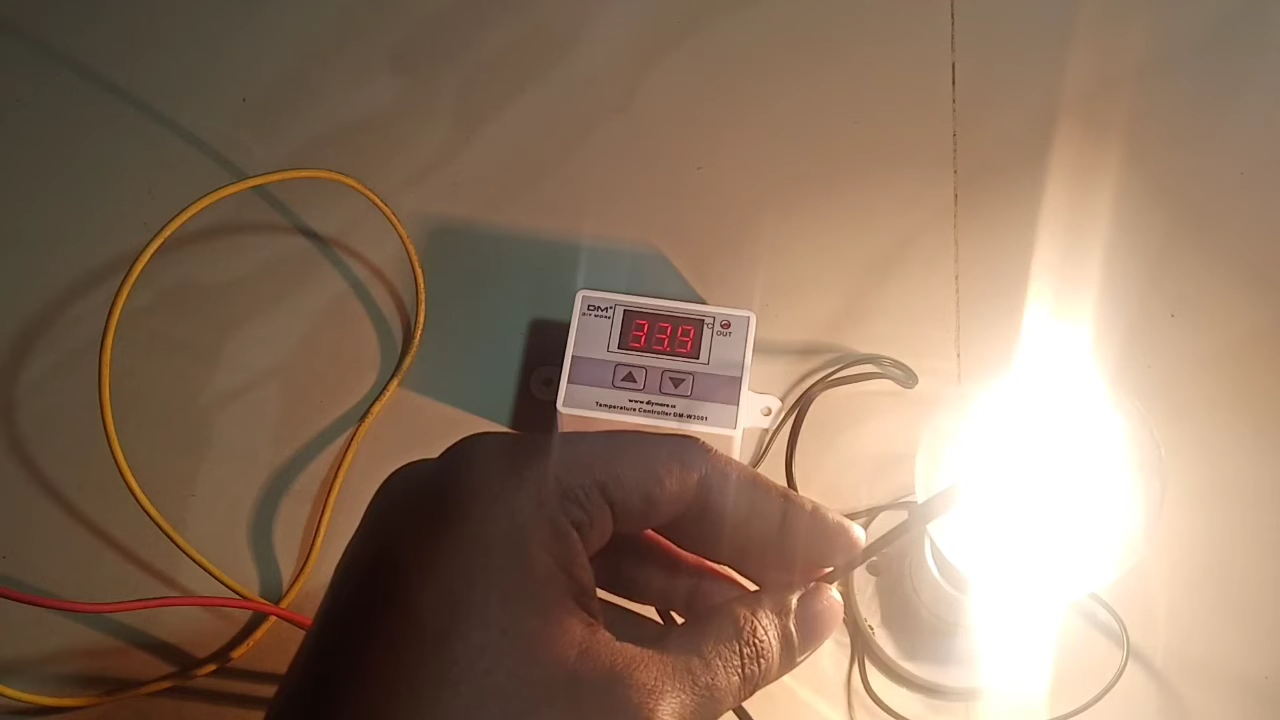 DM®
DIY MORE
33.9
°C
OUT
www.diymore.cc
Temperature Controller DM-W3001